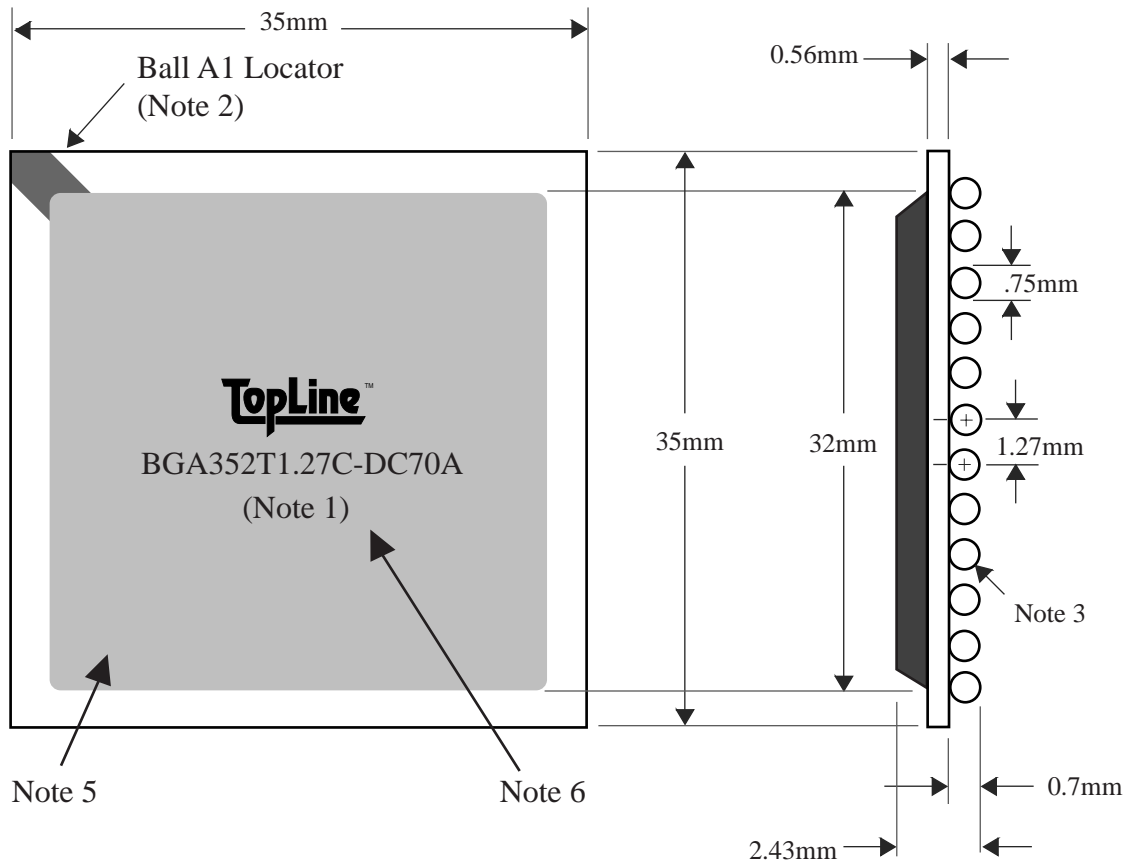 35mm
0.56mm
Ball A1 Locator
(Note 2)
.75mm
TopLine™
BGA352T1.27C-DC70A
(Note 1)
35mm
32mm
1.27mm
Note 3
Note 5
Note 6
0.7mm
2.43mm